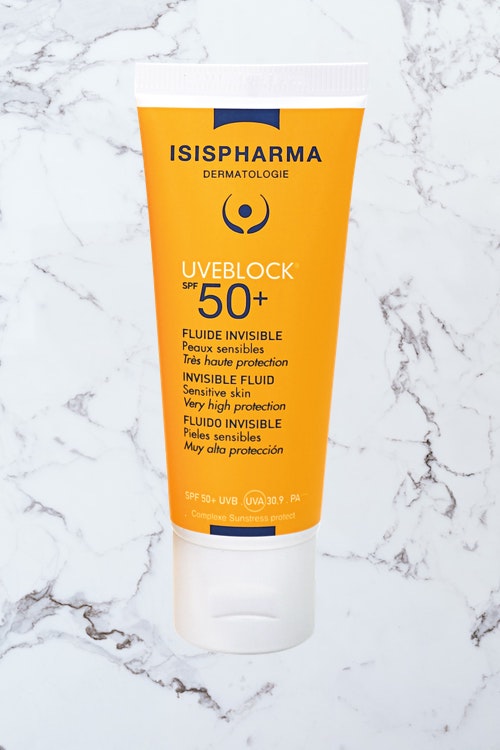 ISISPHARMA
DERMATOLOGIE
UVEBLOCK®
SPF 50+
FLUIDE INVISIBLE
Peaux sensibles
Très haute protection
INVISIBLE FLUID
Sensitive skin
Very high protection
FLUIDO INVISIBLE
Pieles sensibles
Muy alta protección
SPF 50+ UVB . UVA 30.9 . PA
Complexe Sunstress protect